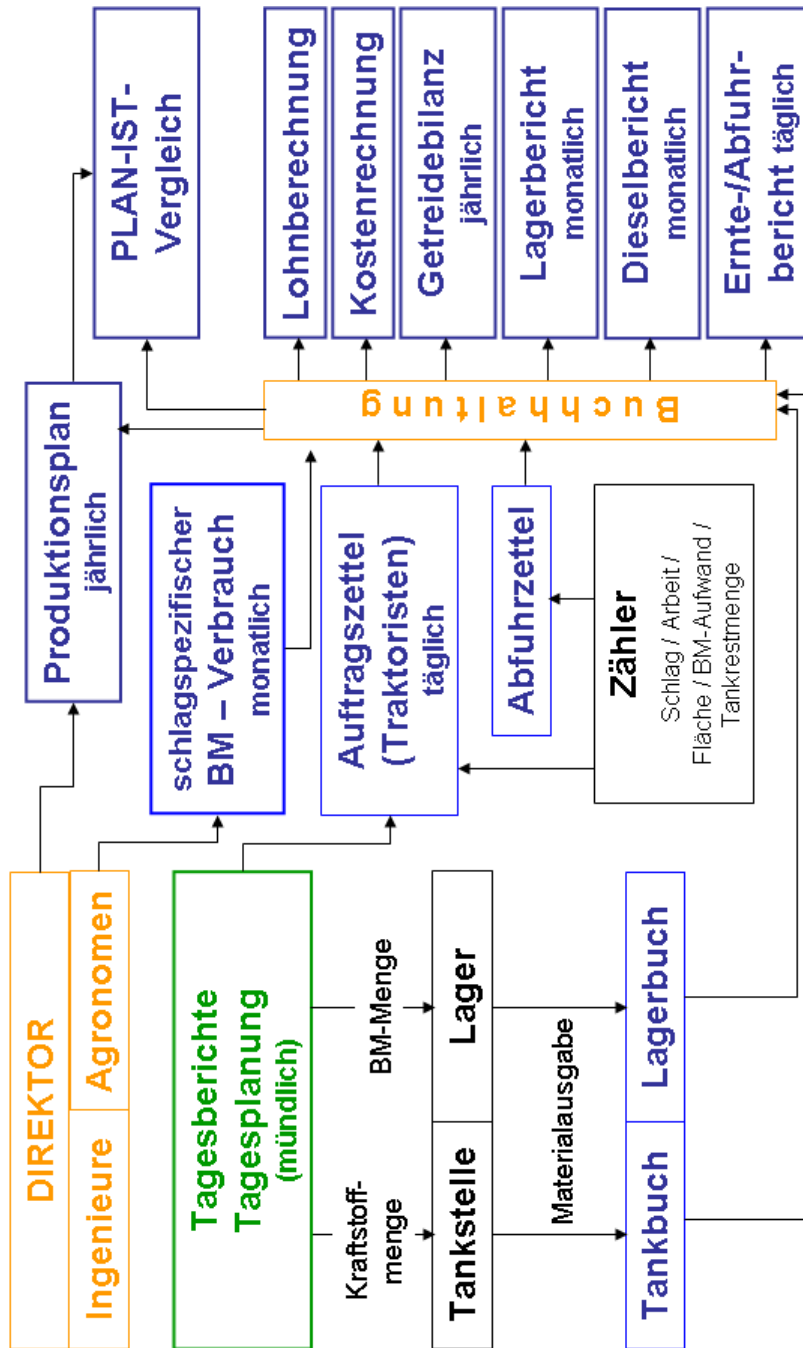 DIREKTOR
Ingenieure
Agronomen
Tagesberichte
Tagesplanung
(mündlich)
Kraftstoff-
menge
BM-Menge
Tankstelle
Lager
Materialausgabe
Tankbuch
Lagerbuch
Produktionsplan
jährlich
schlagspezifischer
BM – Verbrauch
monatlich
Auftragszettel
(Traktoristen)
täglich
Abfuhrzettel
Zähler
Schlag / Arbeit /
Fläche / BM-Aufwand /
Tankrestmenge
Buchhaltung
PLAN-IST-
Vergleich
Lohnberechnung
Kostenrechnung
Getreidebilanz
jährlich
Lagerbericht
monatlich
Dieselbericht
monatlich
Ernte-/Abfuhr-
bericht täglich